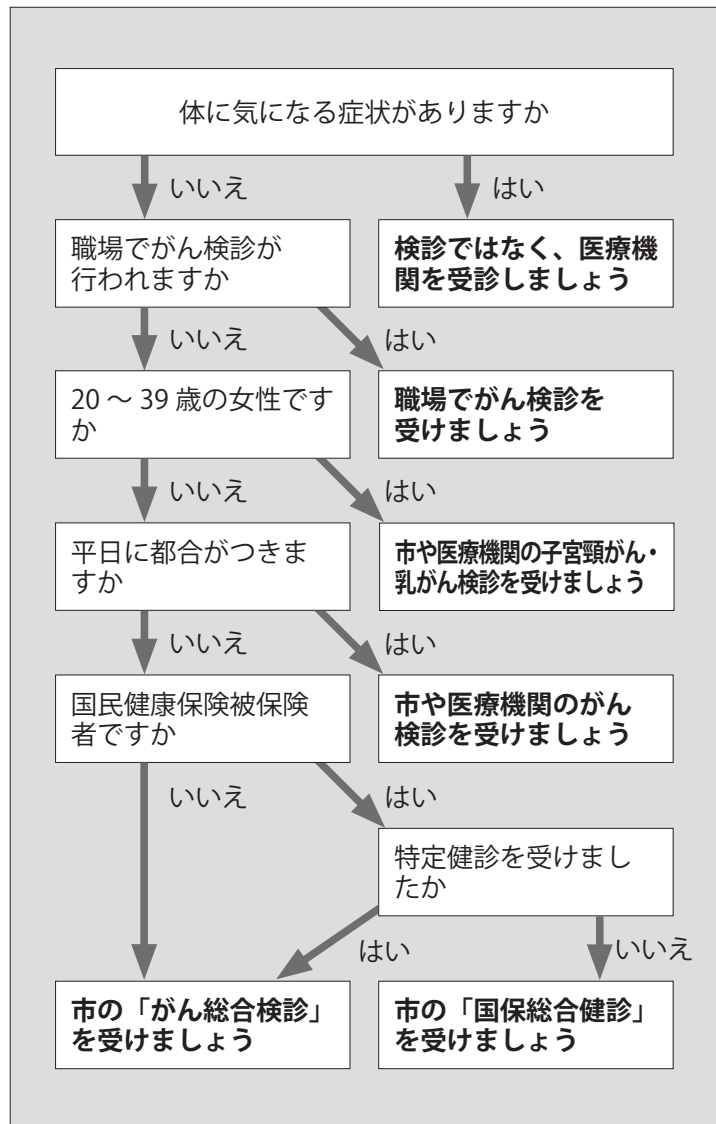 体に気になる症状がありますか
いいえ
はい
職場でがん検診が
行われますか
検診ではなく、医療機
関を受診しましょう
いいえ
はい
20 〜 39 歳の女性です
か
職場でがん検診を
受けましょう
いいえ
はい
平日に都合がつきま
すか
市や医療機関の子宮頸がん・
乳がん検診を受けましょう
いいえ
はい
国民健康保険被保険
者ですか
市や医療機関のがん
検診を受けましょう
いいえ
はい
特定健診を受けまし
たか
はい
いいえ
市の「がん総合検診」
を受けましょう
市の「国保総合健診」
を受けましょう